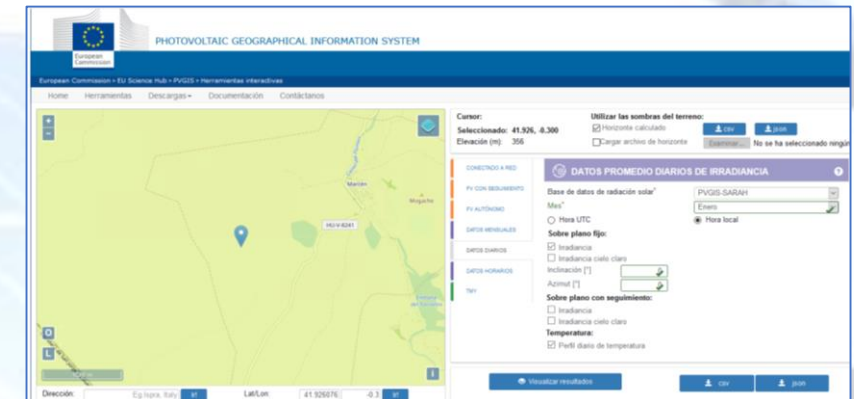 European
Commission
PHOTOVOLTAIC GEOGRAPHICAL INFORMATION SYSTEM
European Commission > EU Science Hub > PVGIS > Herramientas interactivas
Home Herramientas Descargas Documentación Contáctanos
+
-
Marcén
HU-V-8241
O
L
i
Dirección: Eg Ispra, Italy Lat/Lon: 41.926876 -0.3
Cursor:
Seleccionado: 41.926, -0.300
Elevación (m): 356
Utilizar las sombras del terreno:
Horizonte calculado csv json
Cargar archivo de horizonte Examinar... No se ha seleccionado ningún
CONECTADO A RED
PV CON SEGUIMIENTO
PV AUTÓNOMO
DATOS MENSUALES
DATOS DIARIOS
DATOS HORARIOS
TMY
DATOS PROMEDIO DIARIOS DE IRRADIANCIA ?
Base de datos de radiación solar* PVGIS-SARAH
Mes* Enero
Hora UTC Hora local
Sobre plano fijo:
Irradiancia
Irradiancia cielo claro
Inclinación [°]
Azimut [°]
Sobre plano con seguimiento:
Irradiancia
Irradiancia cielo claro
Temperatura:
Perfil diario de temperatura
Visualizar resultados csv json